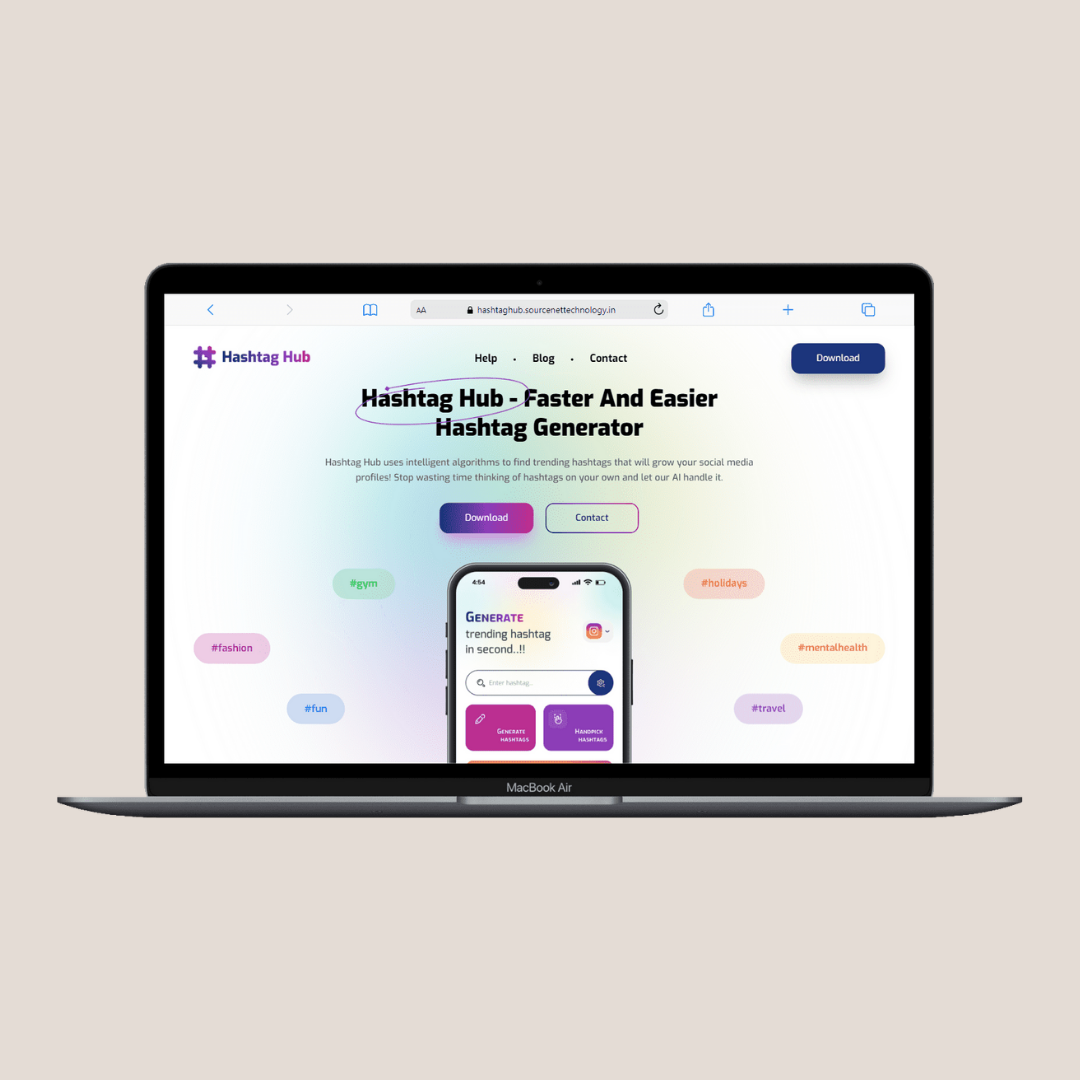 AA
hashtaghub.sourcenettechnology.in
Hashtag Hub
Help
Blog
Contact
Download
Hashtag Hub - Faster And Easier
Hashtag Generator
Hashtag Hub uses intelligent algorithms to find trending hashtags that will grow your social media
profiles! Stop wasting time thinking of hashtags on your own and let our AI handle it.
Download
Contact
#gym
#holidays
#fashion
#mentalhealth
#fun
#travel
4:54
GENERATE
trending hashtag
in second..!!
Enter hashtag...
GENERATE
HASHTAGS
HANDPICK
HASHTAGS
MacBook Air